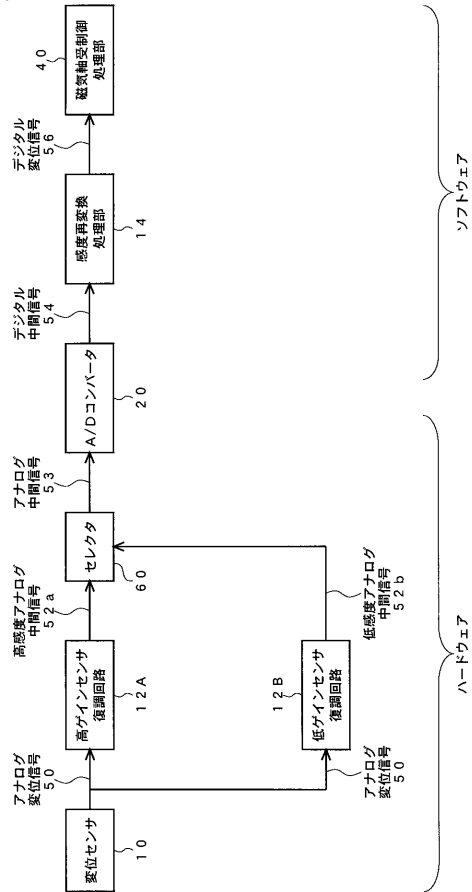 変位センサ
10
アナログ
変位信号
50
高ゲインセンサ
復調回路
12A
高感度アナログ
中間信号
52a
セレクタ
60
アナログ
中間信号
53
A/Dコンバータ
20
デジタル
中間信号
54
感度再変換
処理部
14
デジタル
変位信号
56
磁気軸受制御
処理部
40
アナログ
変位信号
50
低ゲインセンサ
復調回路
12B
低感度アナログ
中間信号
52b
ハードウェア
ソフトウェア